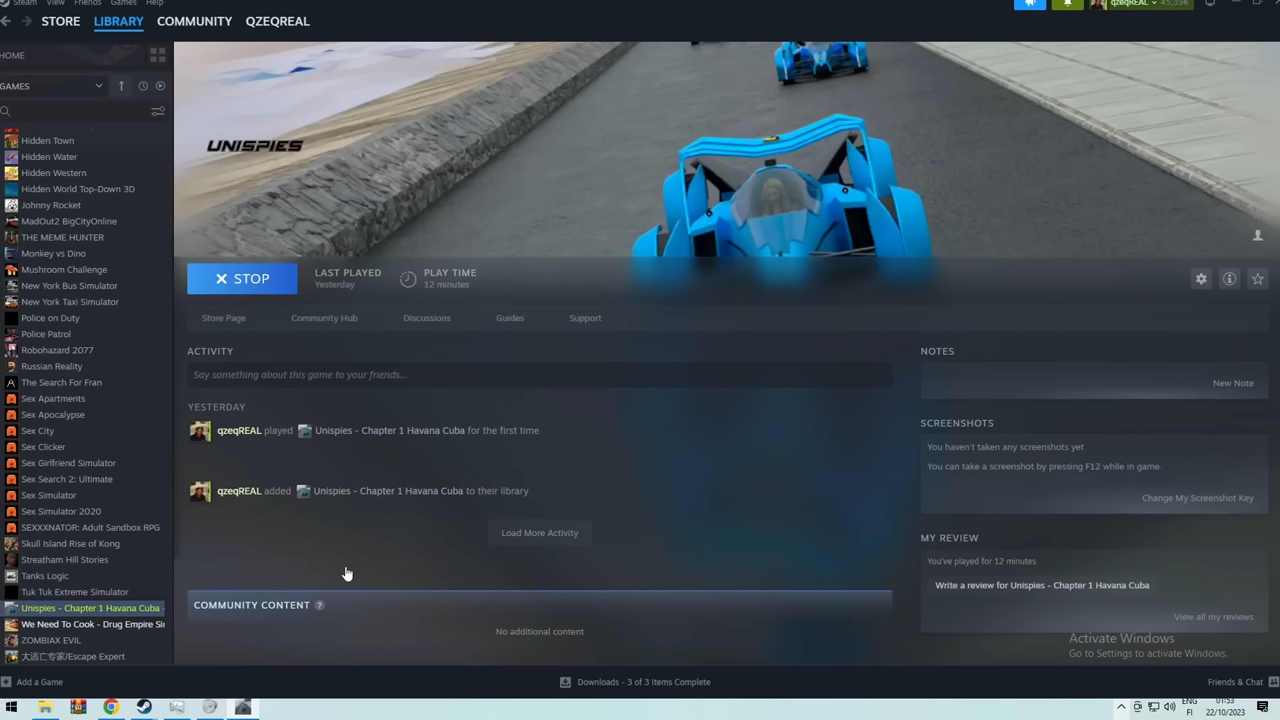 Steam View Friends Games Help
qzeqREAL 45,35€
STORE LIBRARY COMMUNITY QZEQREAL
HOME
GAMES
Hidden Town
Hidden Water
Hidden Western
Hidden World Top-Down 3D
Johnny Rocket
MadOut2 BigCityOnline
THE MEME HUNTER
Monkey vs Dino
Mushroom Challenge
New York Bus Simulator
New York Taxi Simulator
Police on Duty
Police Patrol
Robohazard 2077
Russian Reality
The Search For Fran
Sex Apartments
Sex Apocalypse
Sex City
Sex Clicker
Sex Girlfriend Simulator
Sex Search 2: Ultimate
Sex Simulator
Sex Simulator 2020
SEXXXNATOR: Adult Sandbox RPG
Skull Island Rise of Kong
Streatham Hill Stories
Tanks Logic
Tuk Tuk Extreme Simulator
Unispies - Chapter 1 Havana Cuba -
We Need To Cook - Drug Empire Sir
ZOMBIAX EVIL
大逃亡专家/Escape Expert
UNISPIES
STOP
LAST PLAYED
Yesterday
PLAY TIME
12 minutes
Store Page Community Hub Discussions Guides Support
ACTIVITY
Say something about this game to your friends...
YESTERDAY
qzeqREAL played Unispies - Chapter 1 Havana Cuba for the first time
qzeqREAL added Unispies - Chapter 1 Havana Cuba to their library
Load More Activity
COMMUNITY CONTENT ?
No additional content
NOTES
New Note
SCREENSHOTS
You haven't taken any screenshots yet
You can take a screenshot by pressing F12 while in game.
Change My Screenshot Key
MY REVIEW
You've played for 12 minutes
Write a review for Unispies - Chapter 1 Havana Cuba
View all my reviews
Activate Windows
Go to Settings to activate Windows.
Add a Game
Downloads - 3 of 3 Items Complete
Friends & Chat
ENG
FI
01:53
22/10/2023